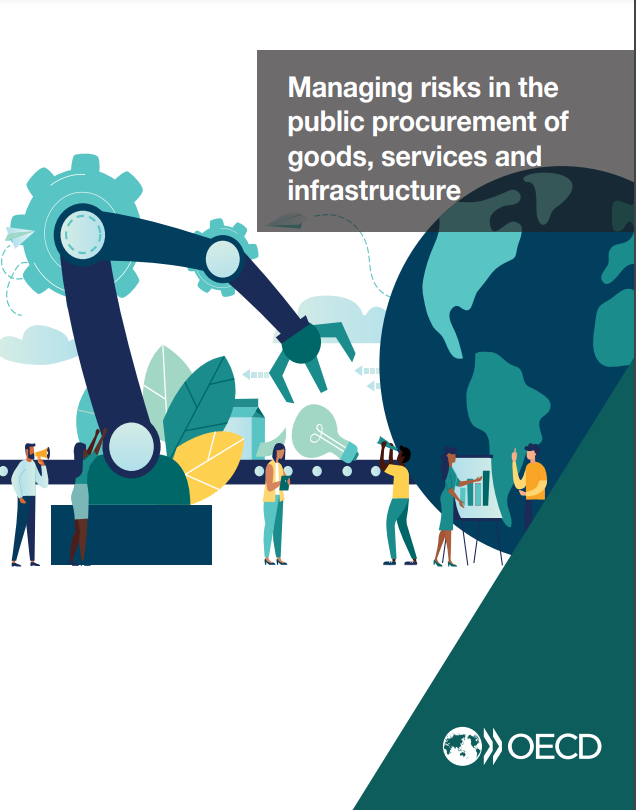 Managing risks in the
public procurement of
goods, services and
infrastructure
OECD